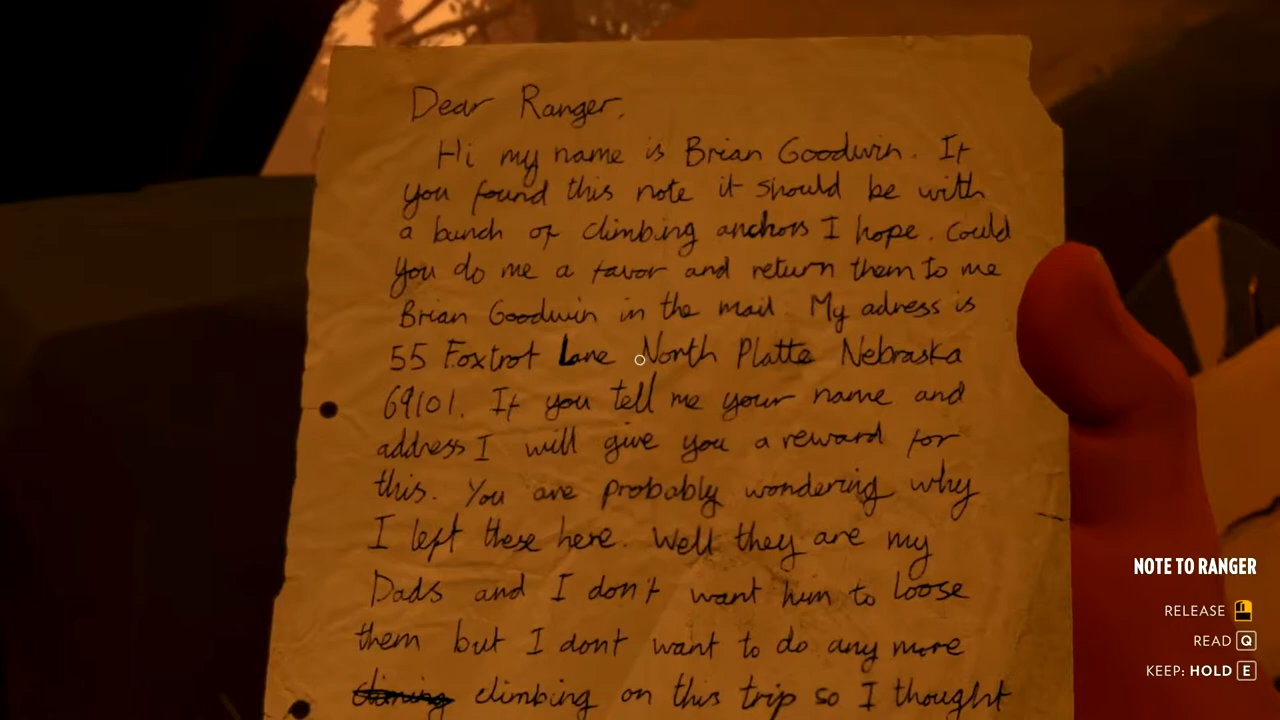 Dear Ranger,
Hi my name is Brian Goodwin. If
you found this note it should be with
a bunch of climbing anchors I hope. Could
you do me a favor and return them to me
Brian Goodwin in the mail. My adress is
55 Foxtrot Lane North Platte Nebraska
69101. If you tell me your name and
address I will give you a reward for
this. You are probably wondering why
I left these here. Well they are my
Dads and I don't want him to loose
them but I dont want to do any more
climing climbing on this trip so I thought
NOTE TO RANGER
RELEASE
READ Q
KEEP: HOLD E